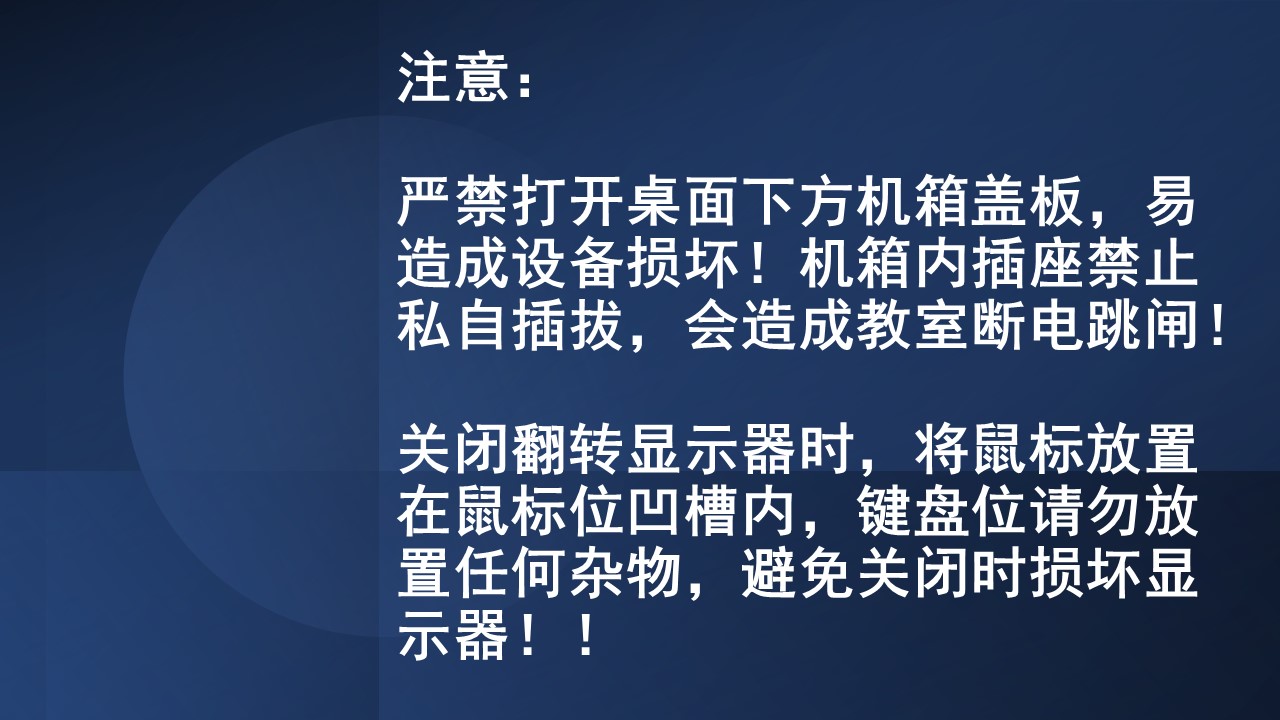 注意：
严禁打开桌面下方机箱盖板，易
造成设备损坏！机箱内插座禁止
私自插拔，会造成教室断电跳闸！
关闭翻转显示器时，将鼠标放置
在鼠标位凹槽内，键盘位请勿放
置任何杂物，避免关闭时损坏显
示器！！